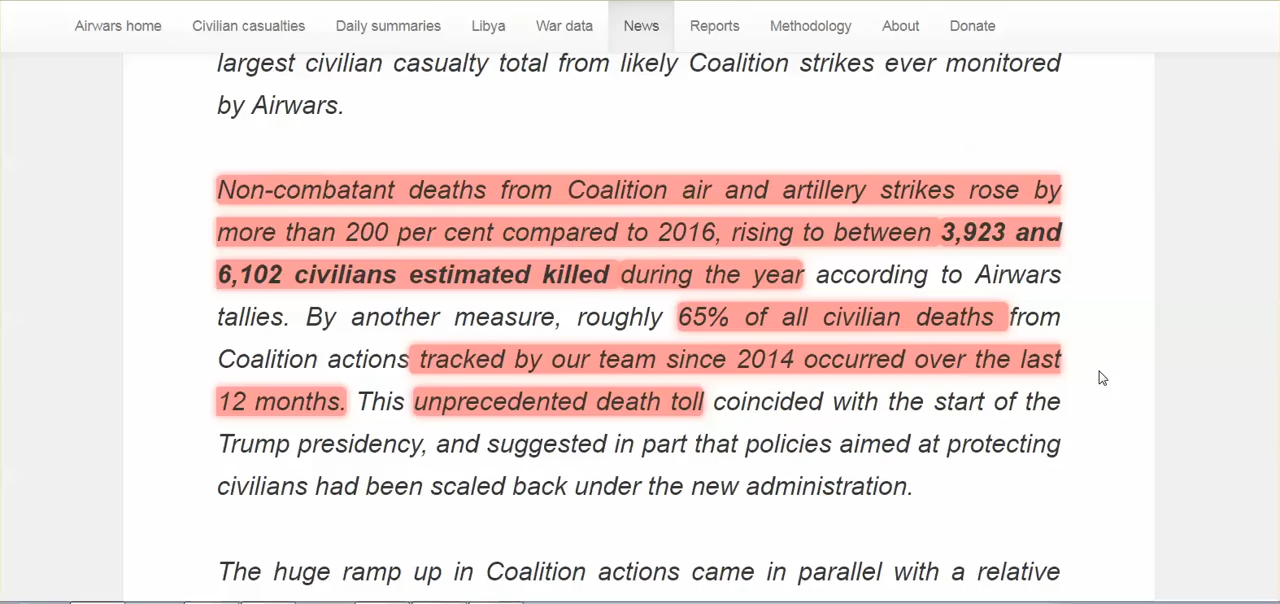 Airwars home Civilian casualties Daily summaries Libya War data News Reports Methodology About Donate
largest civilian casualty total from likely Coalition strikes ever monitored
by Airwars.
Non-combatant deaths from Coalition air and artillery strikes rose by
more than 200 per cent compared to 2016, rising to between 3,923 and
6,102 civilians estimated killed during the year according to Airwars
tallies. By another measure, roughly 65% of all civilian deaths from
Coalition actions tracked by our team since 2014 occurred over the last
12 months. This unprecedented death toll coincided with the start of the
Trump presidency, and suggested in part that policies aimed at protecting
civilians had been scaled back under the new administration.
The huge ramp up in Coalition actions came in parallel with a relative